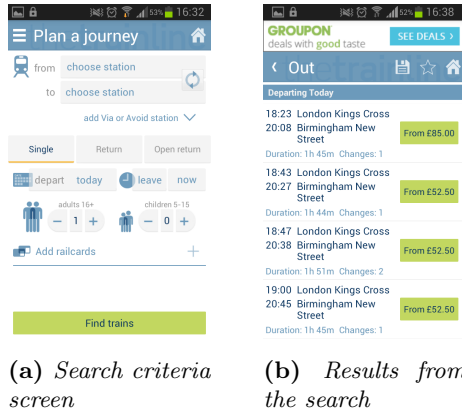 53% 16:32
Plan a journey
from choose station
to choose station
add Via or Avoid station
Single Return Open return
depart today leave now
adults 16+ children 5-15
− 1 + − 0 +
Add railcards +
Find trains
(a) Search criteria
screen
52% 16:38
GROUPON
deals with good taste
SEE DEALS >
‹ Out
Departing Today
18:23 London Kings Cross
20:08 Birmingham New
Street
From £85.00
Duration: 1h 45m Changes: 1
18:43 London Kings Cross
20:27 Birmingham New
Street
From £52.50
Duration: 1h 44m Changes: 1
18:47 London Kings Cross
20:38 Birmingham New
Street
From £52.50
Duration: 1h 51m Changes: 2
19:00 London Kings Cross
20:45 Birmingham New
Street
From £52.50
Duration: 1h 45m Changes: 1
(b) Results from
the search